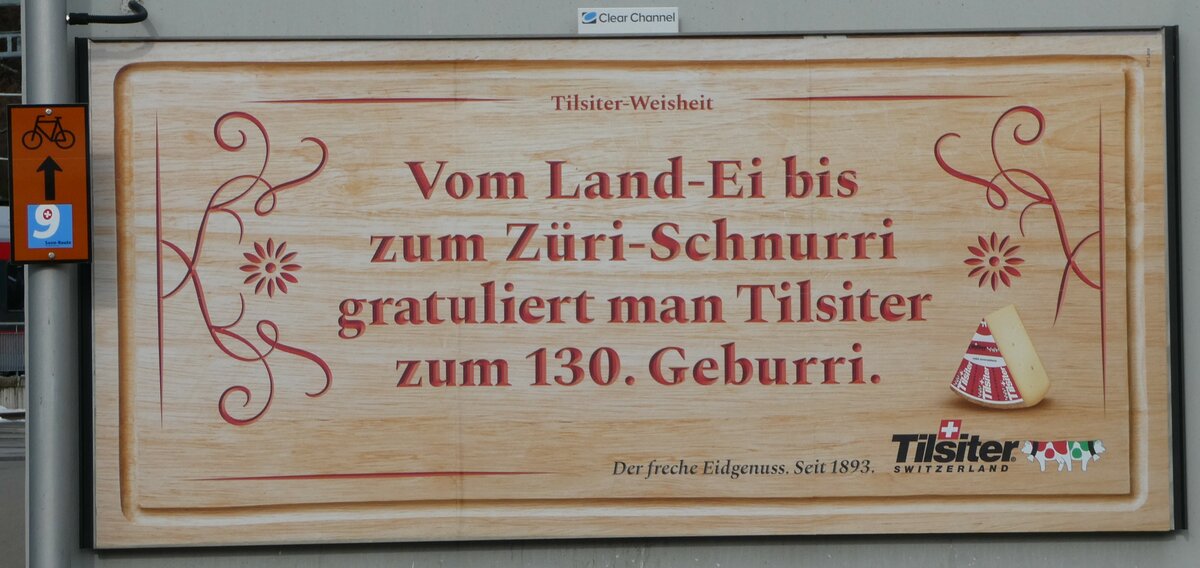 Clear Channel
Tilsiter-Weisheit
Vom Land-Ei bis
zum Züri-Schnurri
gratuliert man Tilsiter
zum 130. Geburri.
Der freche Eidgenuss. Seit 1893.
Tilsiter®
SWITZERLAND
Tilsiter
9